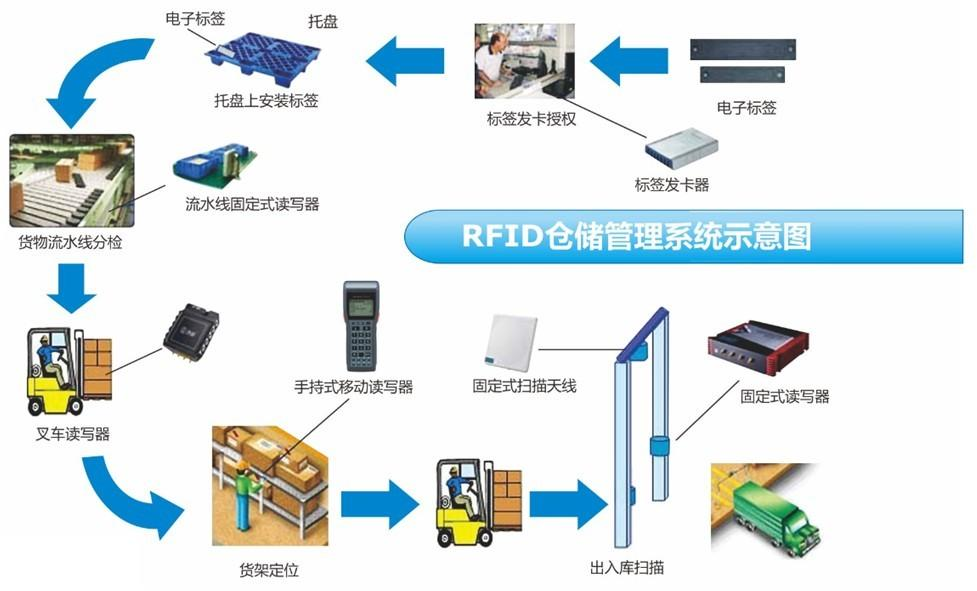 电子标签
托盘
托盘上安装标签
标签发卡授权
电子标签
标签发卡器
流水线固定式读写器
货物流水线分检
RFID仓储管理系统示意图
手持式移动读写器
固定式扫描天线
固定式读写器
叉车读写器
货架定位
出入库扫描